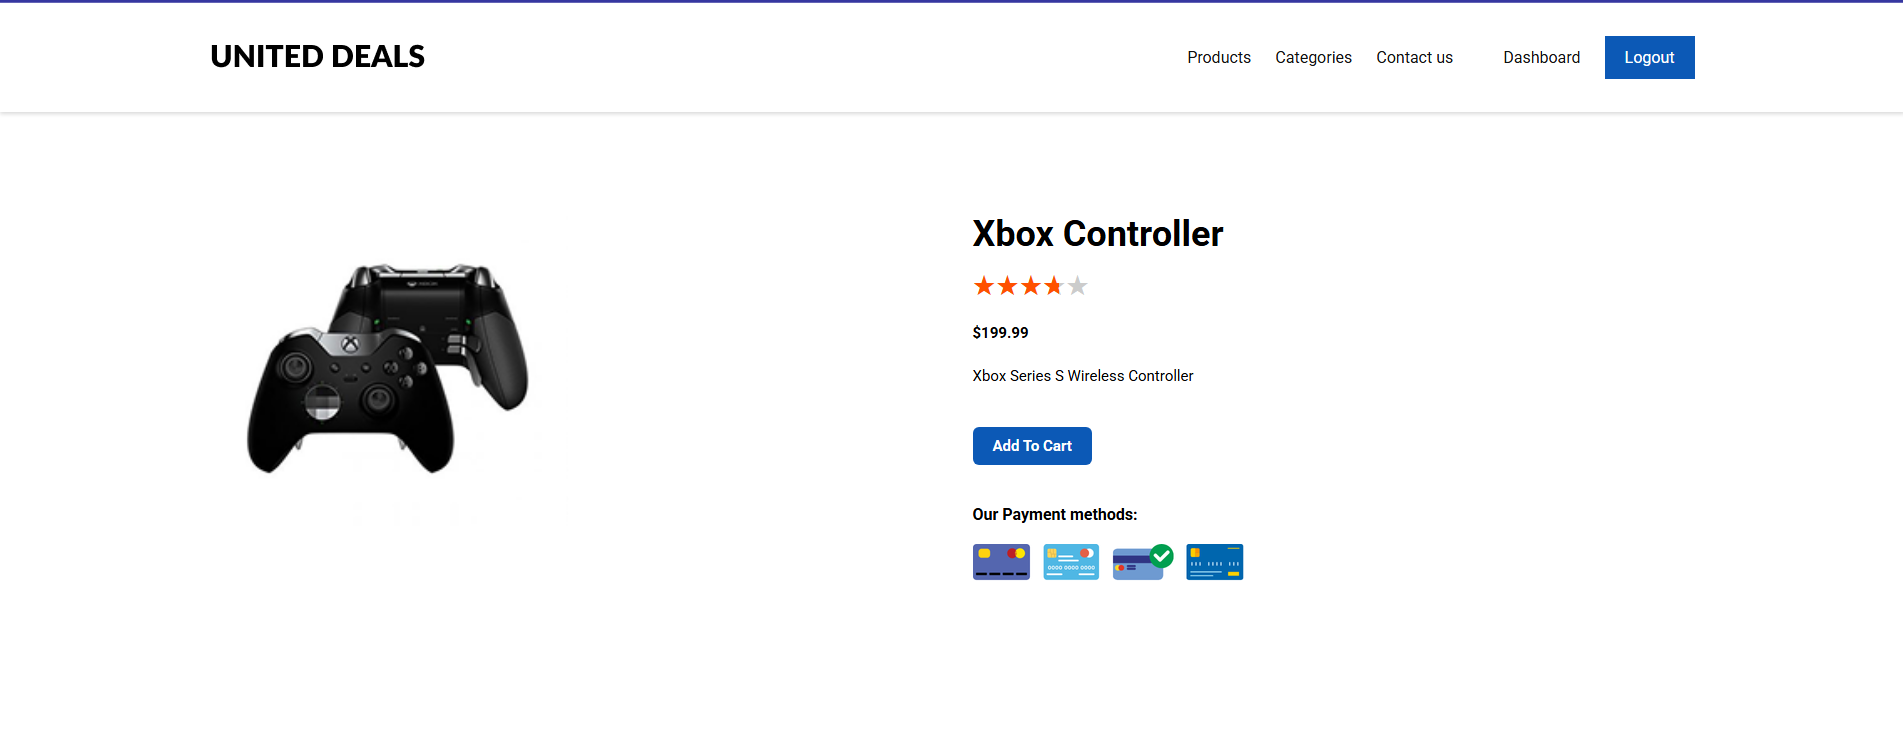 UNITED DEALS
Products Categories Contact us Dashboard Logout
Xbox Controller
$199.99
Xbox Series S Wireless Controller
Add To Cart
Our Payment methods: